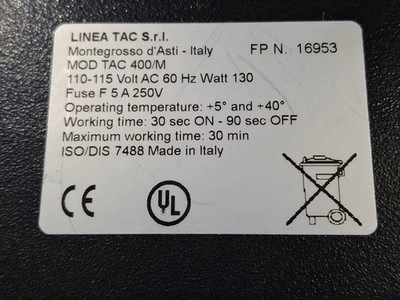 LINEA TAC S.r.l.
Montegrosso d'Asti - Italy FP N. 16953
MOD TAC 400/M
110-115 Volt AC 60 Hz Watt 130
Fuse F 5 A 250V
Operating temperature: +5° and +40°
Working time: 30 sec ON - 90 sec OFF
Maximum working time: 30 min
ISO/DIS 7488 Made in Italy
CE UL